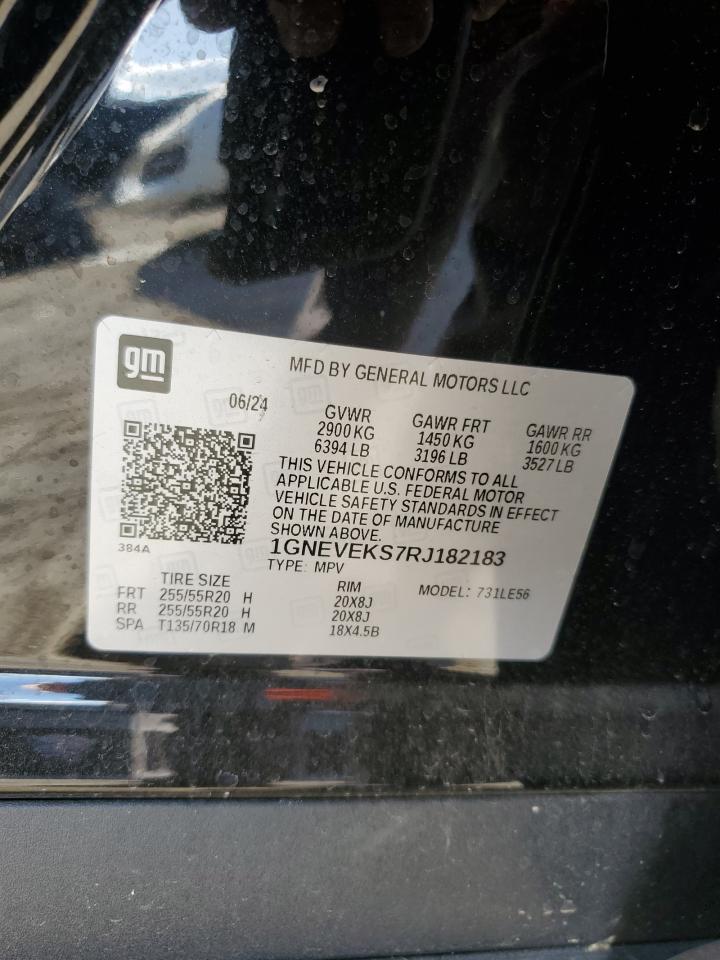 gm
MFD BY GENERAL MOTORS LLC
06/24
GVWR GAWR FRT GAWR RR
2900 KG 1450 KG 1600 KG
6394 LB 3196 LB 3527 LB
THIS VEHICLE CONFORMS TO ALL
APPLICABLE U.S. FEDERAL MOTOR
VEHICLE SAFETY STANDARDS IN EFFECT
ON THE DATE OF MANUFACTURE
SHOWN ABOVE.
384A
1GNEVEKS7RJ182183
TYPE: MPV
TIRE SIZE RIM MODEL: 731LE56
FRT 255/55R20 H 20X8J
RR 255/55R20 H 20X8J
SPA T135/70R18 M 18X4.5B